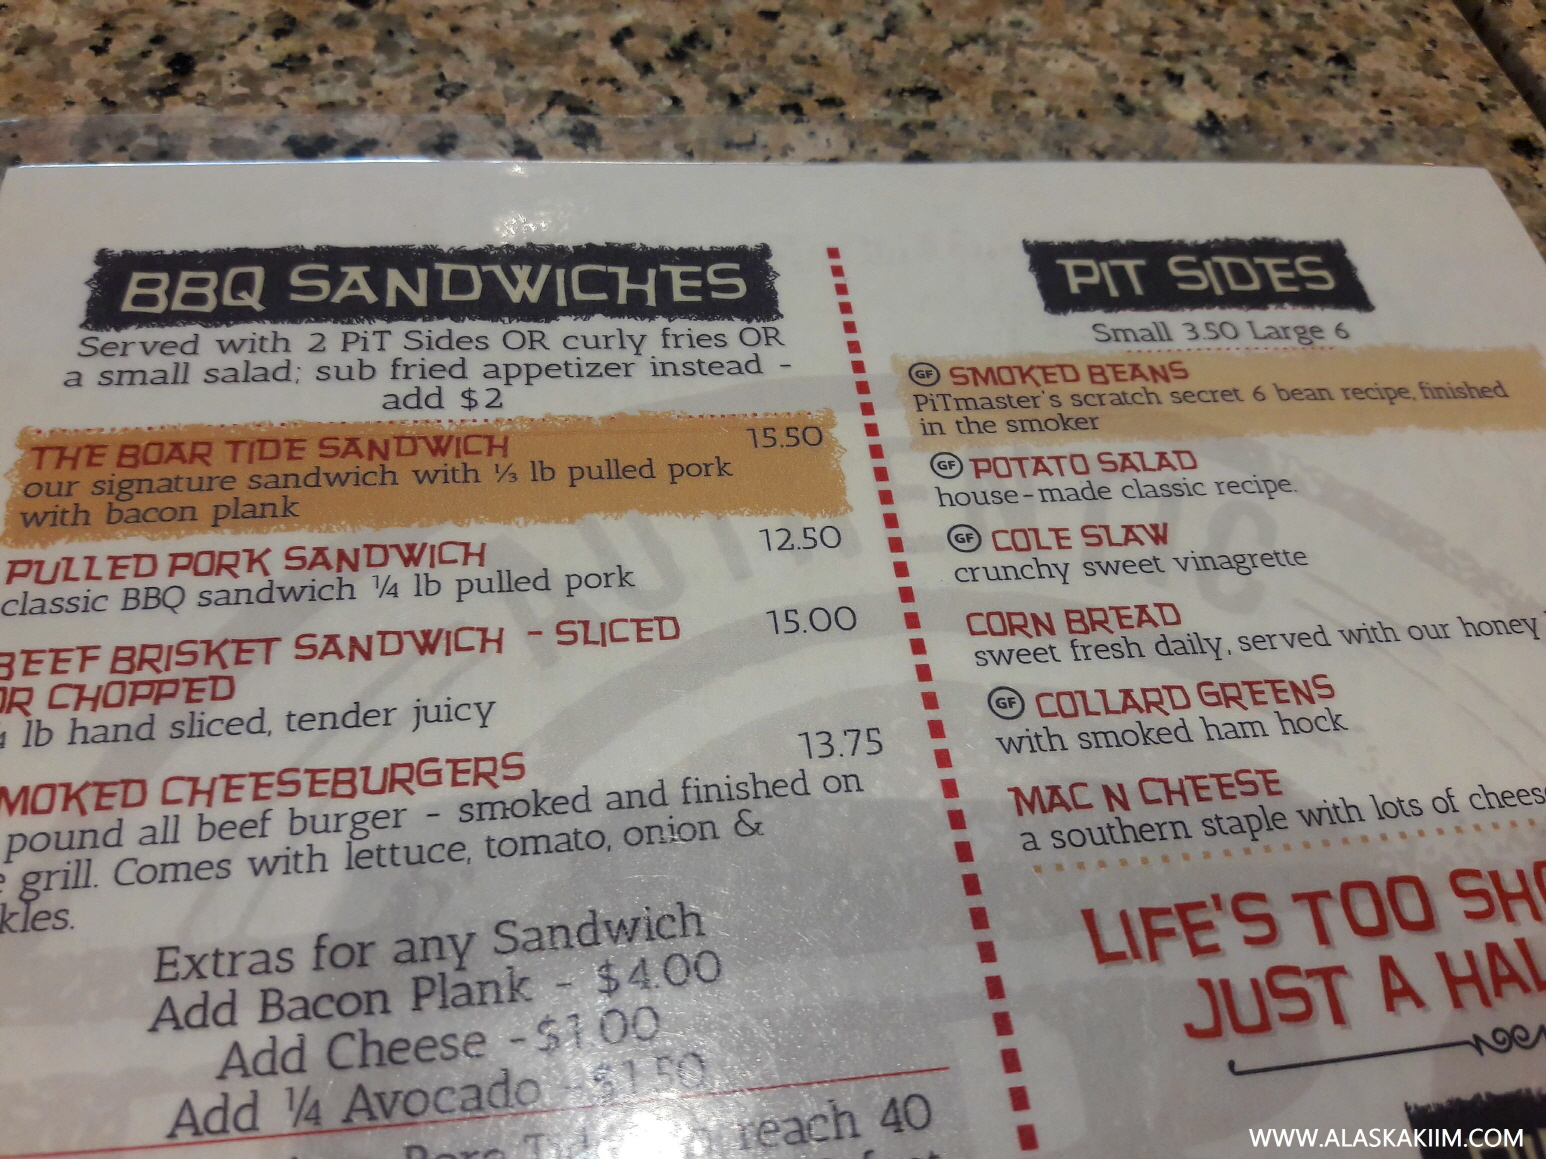 BBQ SANDWICHES
Served with 2 PiT Sides OR curly fries OR
a small salad; sub fried appetizer instead -
add $2
THE BOAR TIDE SANDWICH 15.50
our signature sandwich with ⅓ lb pulled pork
with bacon plank
PULLED PORK SANDWICH 12.50
classic BBQ sandwich ¼ lb pulled pork
BEEF BRISKET SANDWICH - SLICED 15.00
OR CHOPPED
lb hand sliced, tender juicy
SMOKED CHEESEBURGERS 13.75
pound all beef burger - smoked and finished on
grill. Comes with lettuce, tomato, onion &
kles.
Extras for any Sandwich
Add Bacon Plank - $4.00
Add Cheese - $1.00
Add ¼ Avocado - $1.50
reach 40
PIT SIDES
Small 3.50 Large 6
GF SMOKED BEANS
PiTmaster's scratch secret 6 bean recipe, finished
in the smoker
GF POTATO SALAD
house-made classic recipe.
GF COLE SLAW
crunchy sweet vinagrette
CORN BREAD
sweet fresh daily, served with our honey
GF COLLARD GREENS
with smoked ham hock
MAC N CHEESE
a southern staple with lots of chees
LIFE'S TOO SHO
JUST A HAL
AUTHENTIC
WWW.ALASKAKIIM.COM